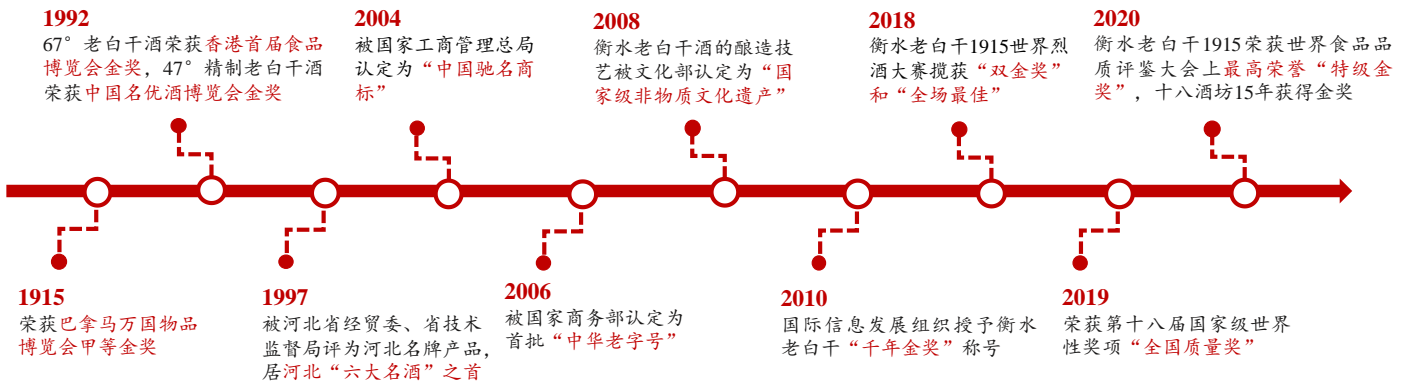 1992
67°老白干酒荣获香港首届食品
博览会金奖，47°精制老白干酒
荣获中国名优酒博览会金奖
2004
被国家工商管理总局
认定为“中国驰名商
标”
2008
衡水老白干酒的酿造技
艺被文化部认定为“国
家级非物质文化遗产”
2018
衡水老白干1915世界烈
酒大赛揽获“双金奖”
和“全场最佳”
2020
衡水老白干1915荣获世界食品品
质评鉴大会上最高荣誉“特级金
奖”，十八酒坊15年获得金奖
1915
荣获巴拿马万国物品
博览会甲等金奖
1997
被河北省经贸委、省技术
监督局评为河北名牌产品，
居河北“六大名酒”之首
2006
被国家商务部认定为
首批“中华老字号”
2010
国际信息发展组织授予衡水
老白干“千年金奖”称号
2019
荣获第十八届国家级世界
性奖项“全国质量奖”